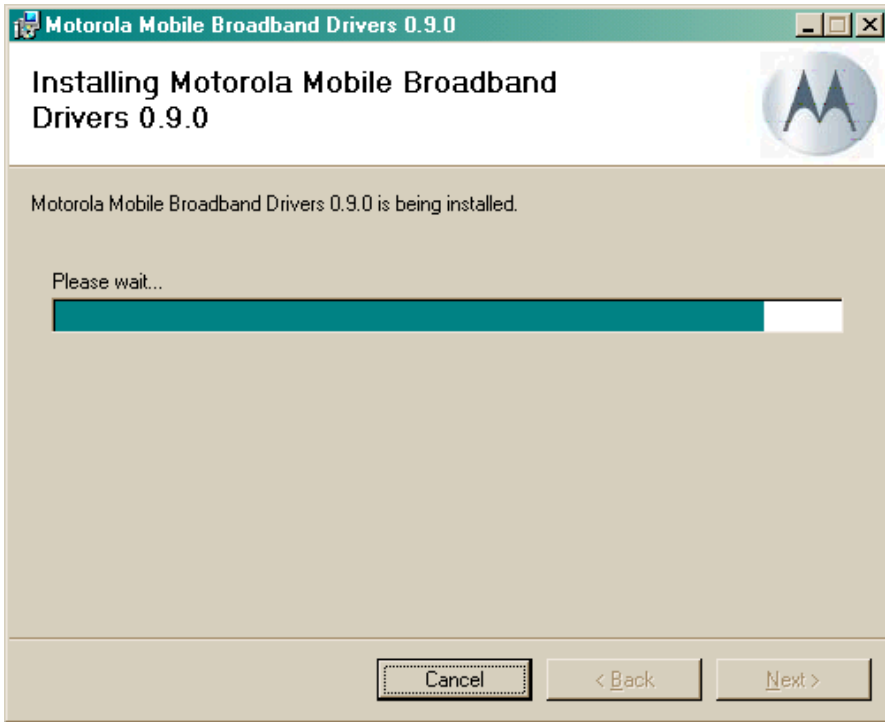 Motorola Mobile Broadband Drivers 0.9.0
Installing Motorola Mobile Broadband
Drivers 0.9.0
Motorola Mobile Broadband Drivers 0.9.0 is being installed.
Please wait...
Cancel
< Back
Next >